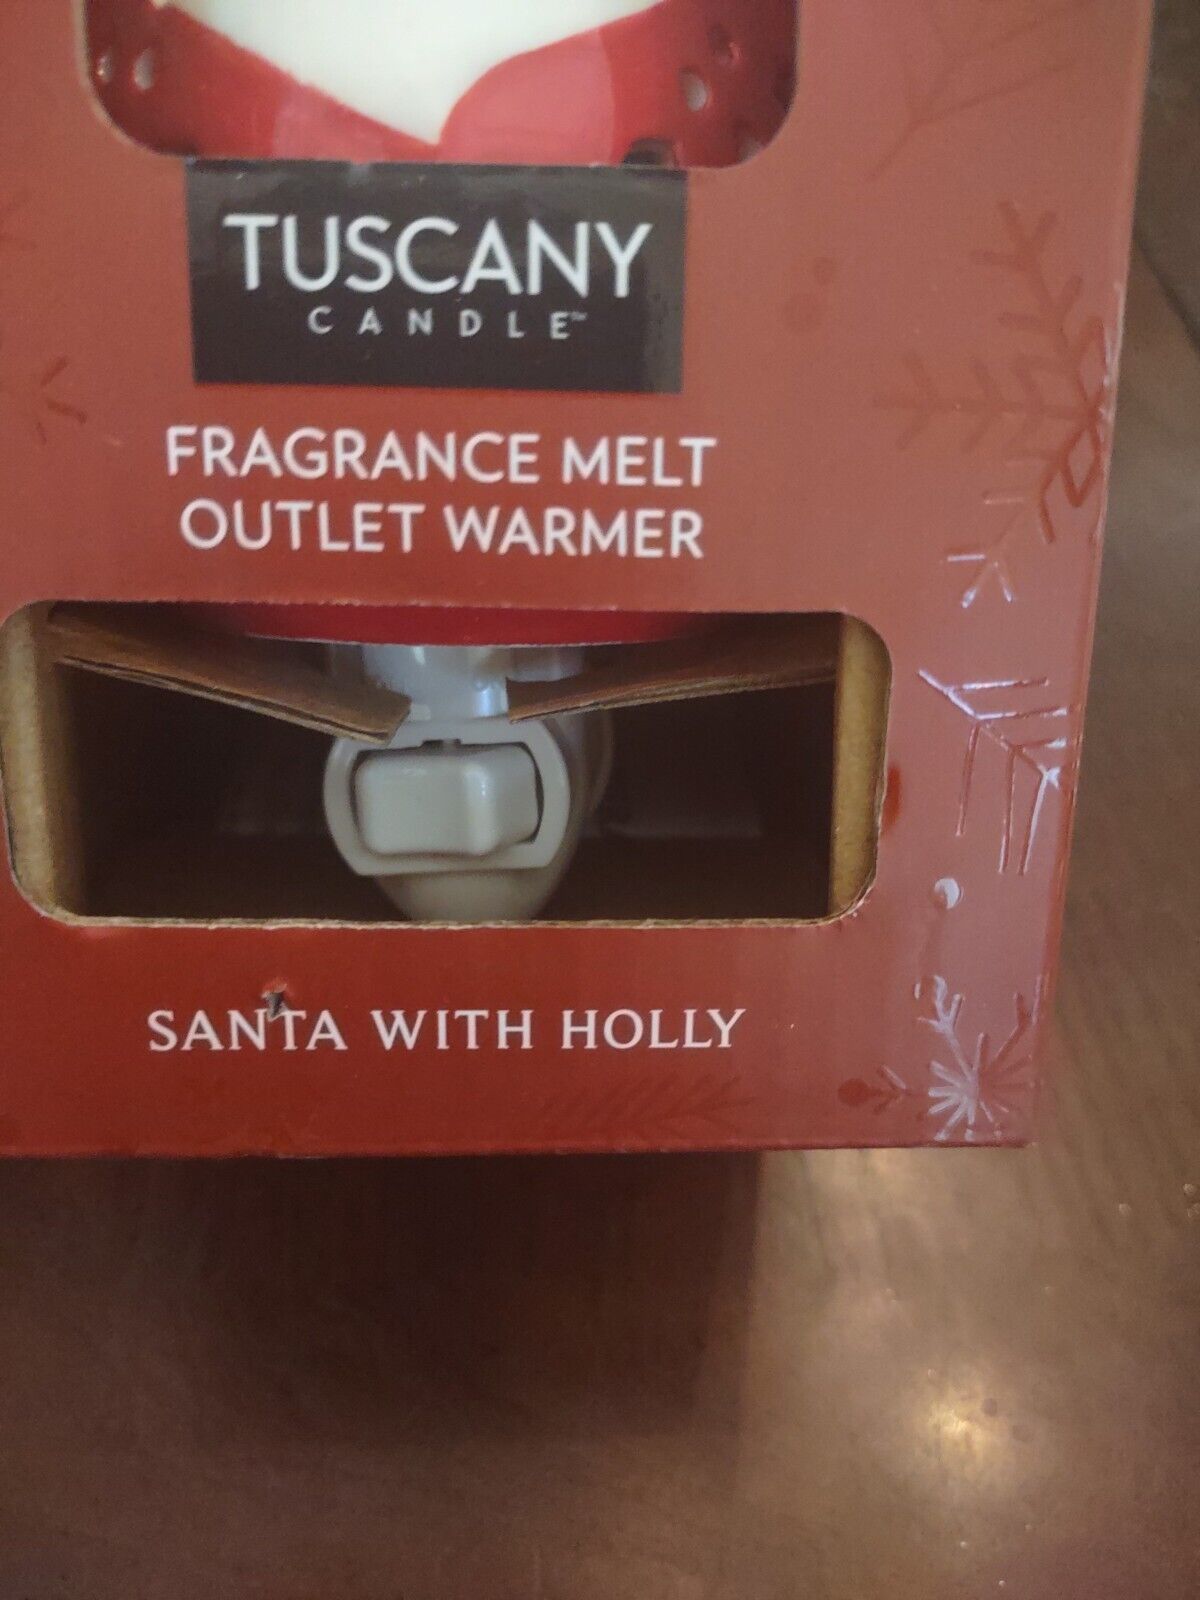 TUSCANY
CANDLE™
FRAGRANCE MELT
OUTLET WARMER
SANTA WITH HOLLY